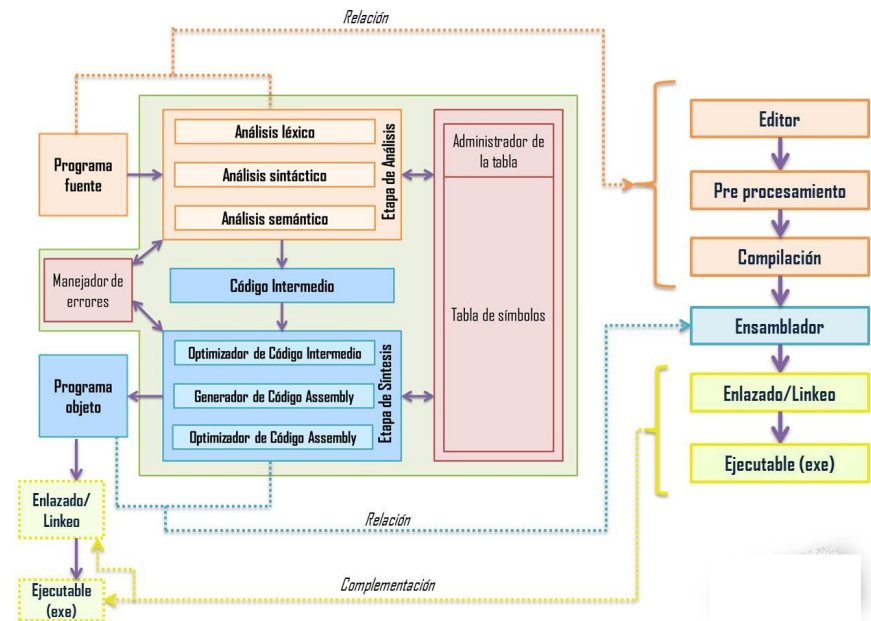 Relación
Análisis léxico
Análisis sintáctico
Análisis semántico
Etapa de Análisis
Administrador de
la tabla
Tabla de símbolos
Programa
fuente
Manejador de
errores
Código Intermedio
Optimizador de Código Intermedio
Generador de Código Assembly
Optimizador de Código Assembly
Etapa de Síntesis
Programa
objeto
Enlazado/
Linkeo
Ejecutable
(exe)
Relación
Complementación
Editor
Pre procesamiento
Compilación
Ensamblador
Enlazado/Linkeo
Ejecutable (exe)